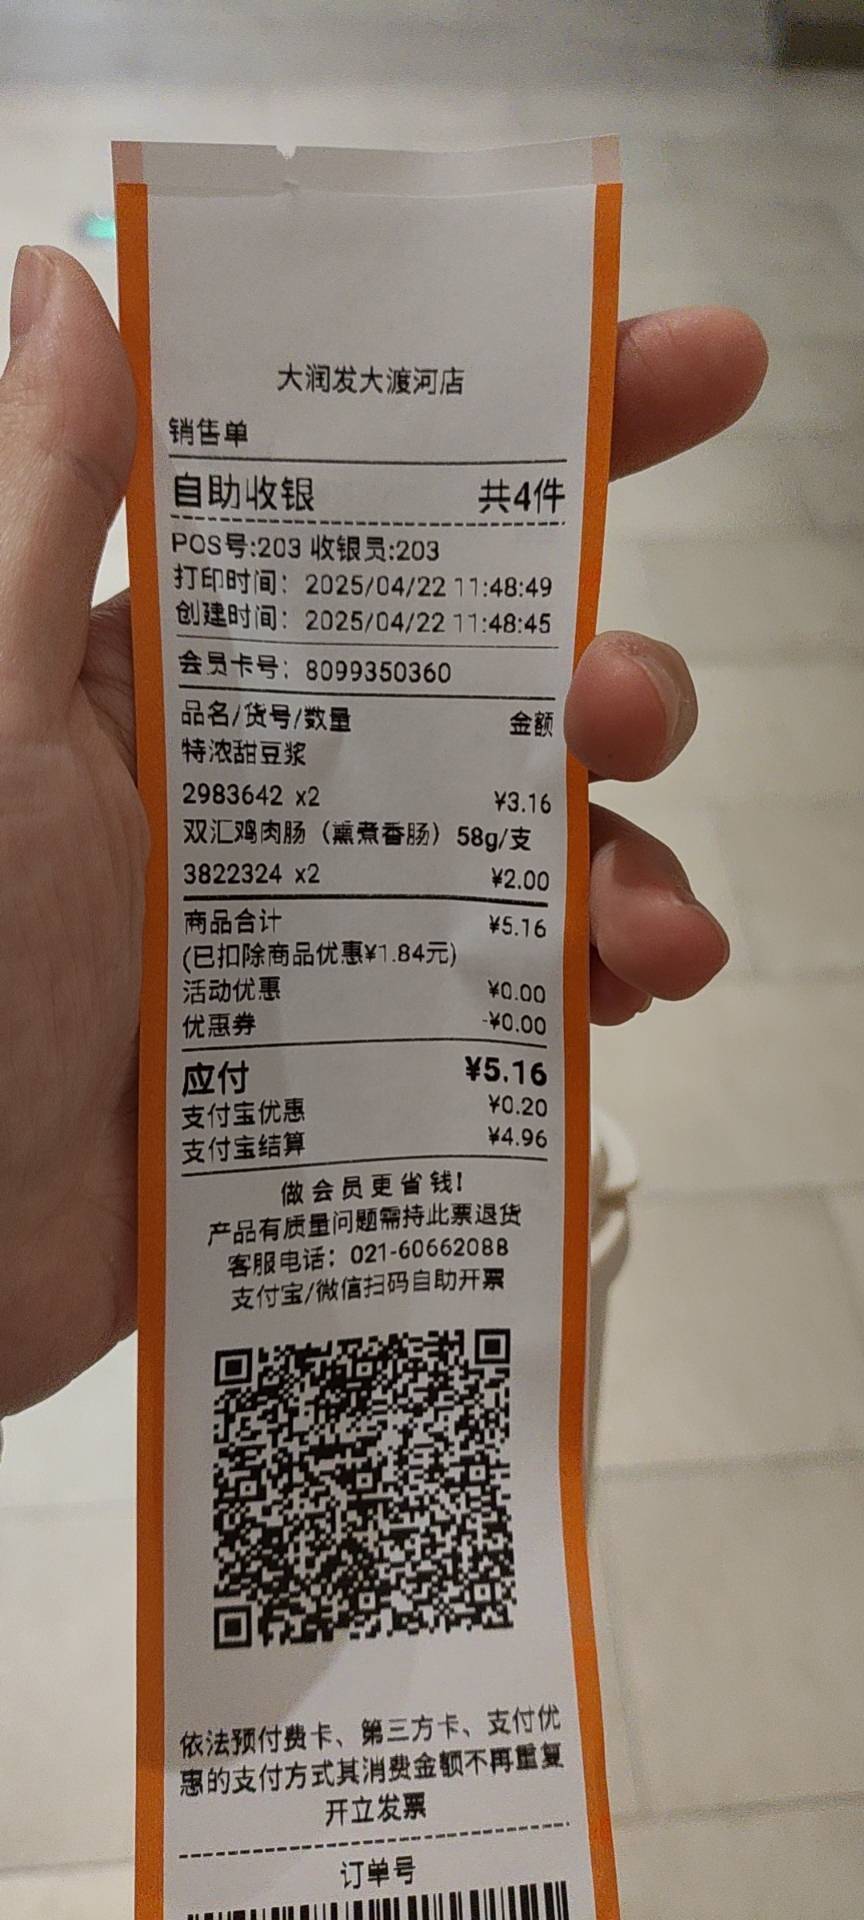 大润发大渡河店
销售单
自助收银 共4件
POS号:203 收银员:203
打印时间: 2025/04/22 11:48:49
创建时间: 2025/04/22 11:48:45
会员卡号: 8099350360
品名/货号/数量 金额
特浓甜豆浆
2983642 x2 ¥3.16
双汇鸡肉肠（熏煮香肠）58g/支
3822324 x2 ¥2.00
商品合计 ¥5.16
(已扣除商品优惠¥1.84元)
活动优惠 ¥0.00
优惠券 -¥0.00
应付 ¥5.16
支付宝优惠 ¥0.20
支付宝结算 ¥4.96
做会员更省钱!
产品有质量问题需持此票退货
客服电话: 021-60662088
支付宝/微信扫码自助开票
依法预付费卡、第三方卡、支付优
惠的支付方式其消费金额不再重复
开立发票
订单号